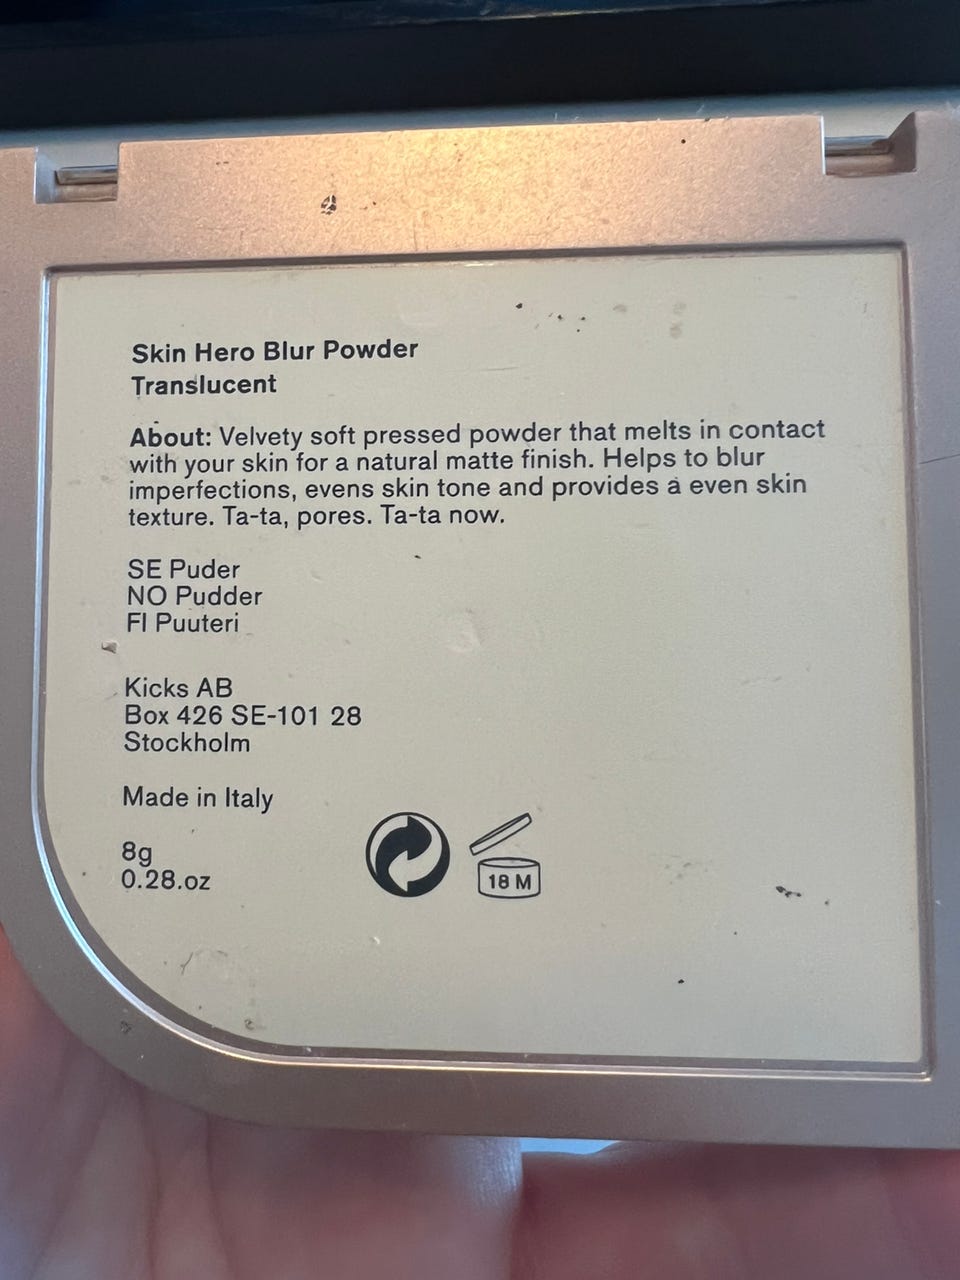 Skin Hero Blur Powder
Translucent
About: Velvety soft pressed powder that melts in contact
with your skin for a natural matte finish. Helps to blur
imperfections, evens skin tone and provides a even skin
texture. Ta-ta, pores. Ta-ta now.
SE Puder
NO Pudder
FI Puuteri
Kicks AB
Box 426 SE-101 28
Stockholm
Made in Italy
8g
0.28.oz
18 M